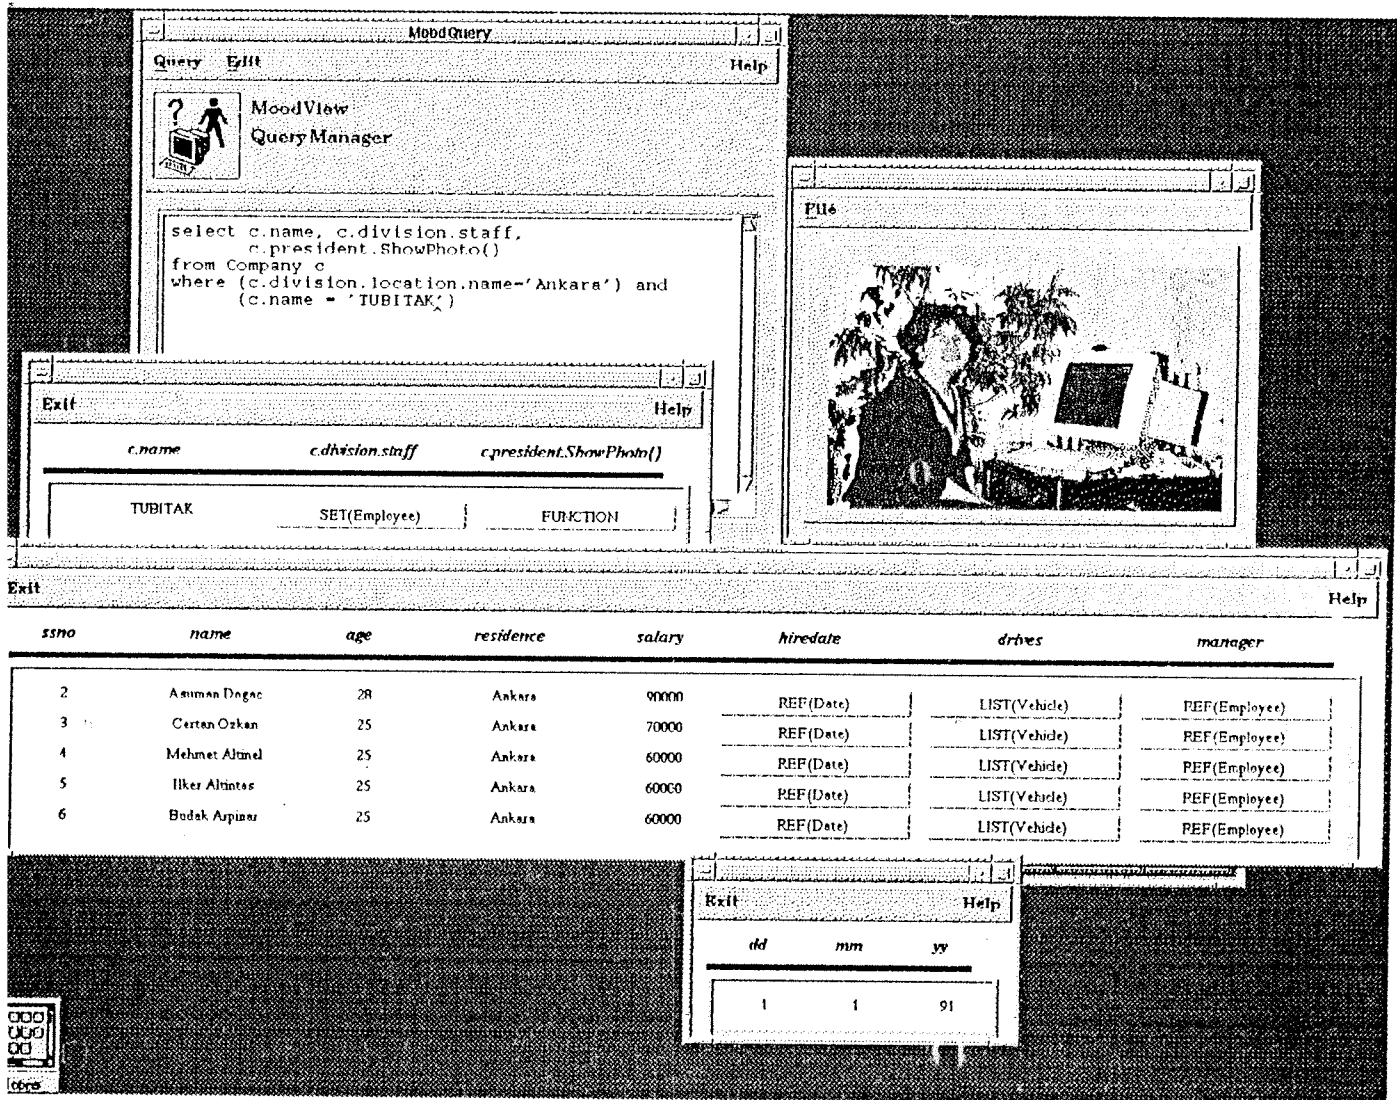 MoodQuery
Query Exit Help
MoodView
QueryManager
select c.name, c.division.staff,
c.president.ShowPhoto()
from Company c
where (c.division.location.name='Ankara') and
(c.name = 'TUBITAK')
File
Exit Help
c.name c.division.staff c.president.ShowPhoto()
TUBITAK SET(Employee) FUNCTION
Exit Help
ssno name age residence salary hiredate drives manager
2 Asuman Dogac 28 Ankara 90000 REF(Date) LIST(Vehicle) REF(Employee)
3 Cetin Ozkan 25 Ankara 70000 REF(Date) LIST(Vehicle) REF(Employee)
4 Mehmet Altinel 25 Ankara 60000 REF(Date) LIST(Vehicle) REF(Employee)
5 Ilker Altintas 25 Ankara 60000 REF(Date) LIST(Vehicle) REF(Employee)
6 Budak Arpinar 25 Ankara 60000 REF(Date) LIST(Vehicle) REF(Employee)
Exit Help
dd mm yy
1 1 91